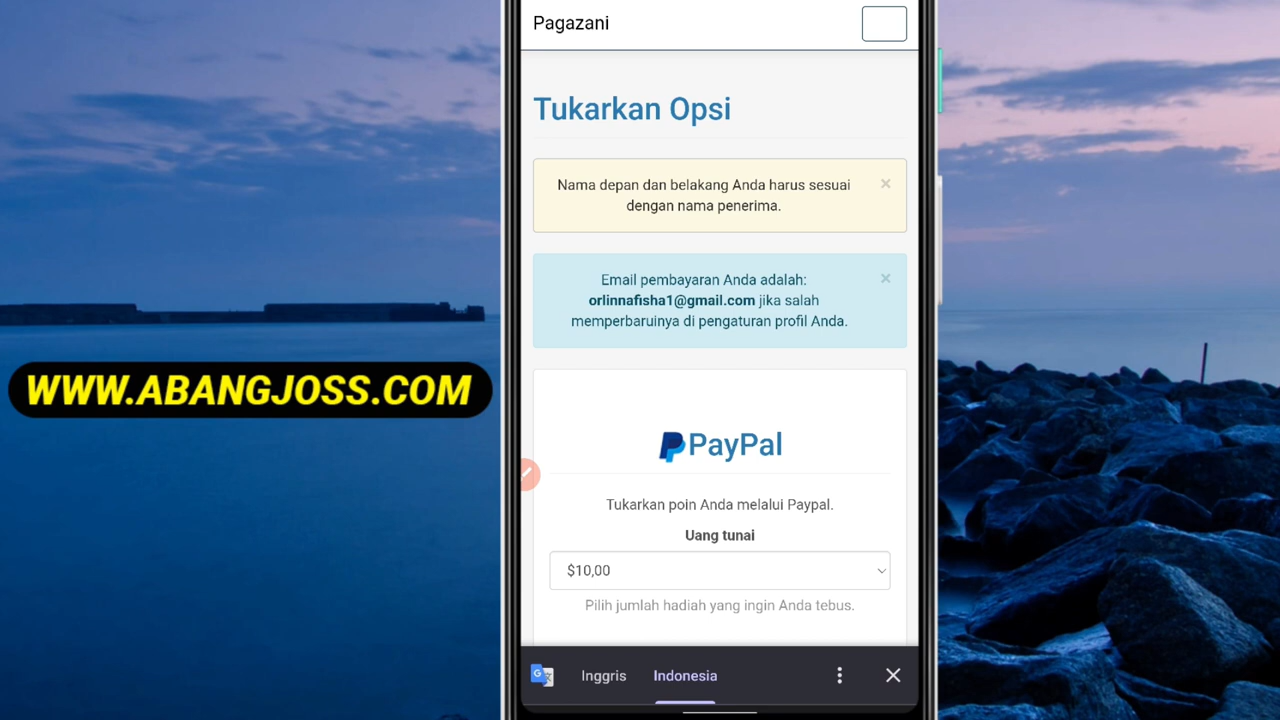 Pagazani
Tukarkan Opsi
Nama depan dan belakang Anda harus sesuai
dengan nama penerima.
×
Email pembayaran Anda adalah:
orlinnafisha1@gmail.com jika salah
memperbaruinya di pengaturan profil Anda.
×
WWW.ABANGJOSS.COM
PayPal
Tukarkan poin Anda melalui Paypal.
Uang tunai
$10,00
Pilih jumlah hadiah yang ingin Anda tebus.
Inggris Indonesia